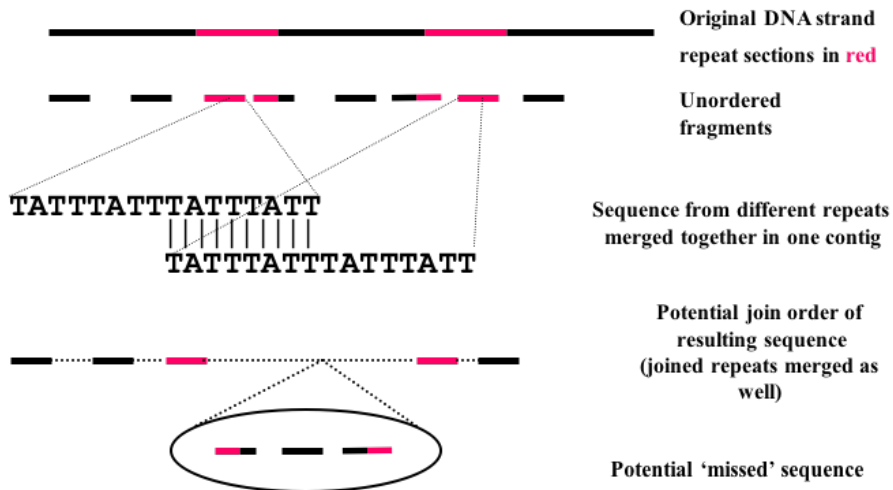 Original DNA strand
repeat sections in red
Unordered
fragments
TATTTATTTATTTATT
Sequence from different repeats
merged together in one contig
TATTTATTTATTTATT
Potential join order of
resulting sequence
(joined repeats merged as
well)
Potential ‘missed’ sequence